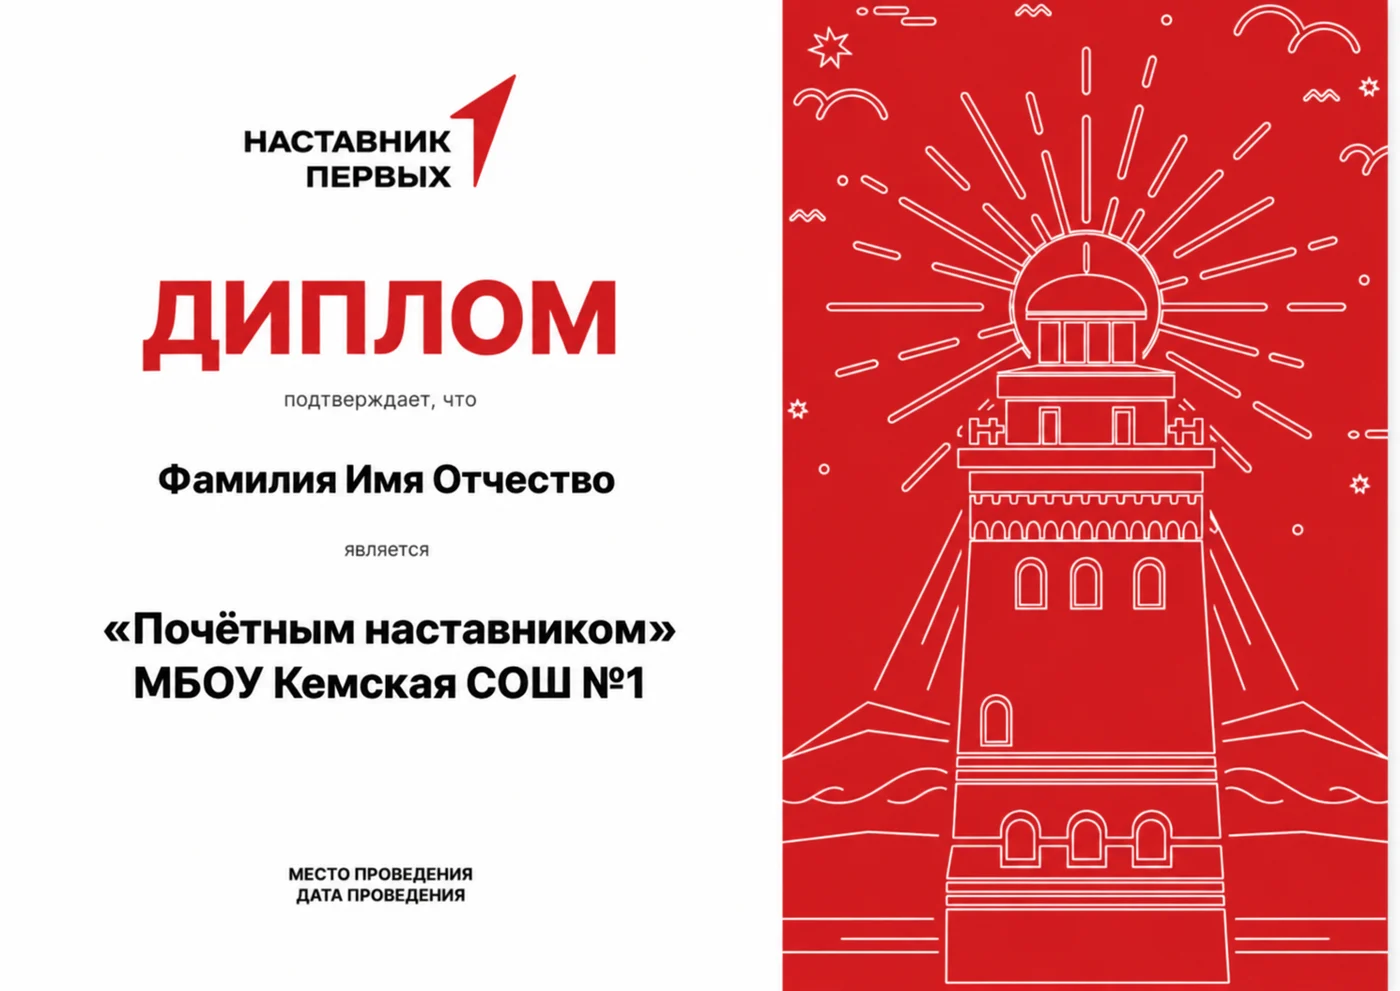 НАСТАВНИК
ПЕРВЫХ
ДИПЛОМ
подтверждает, что
Фамилия Имя Отчество
является
«Почётным наставником»
МБОУ Кемская СОШ №1
МЕСТО ПРОВЕДЕНИЯ
ДАТА ПРОВЕДЕНИЯ